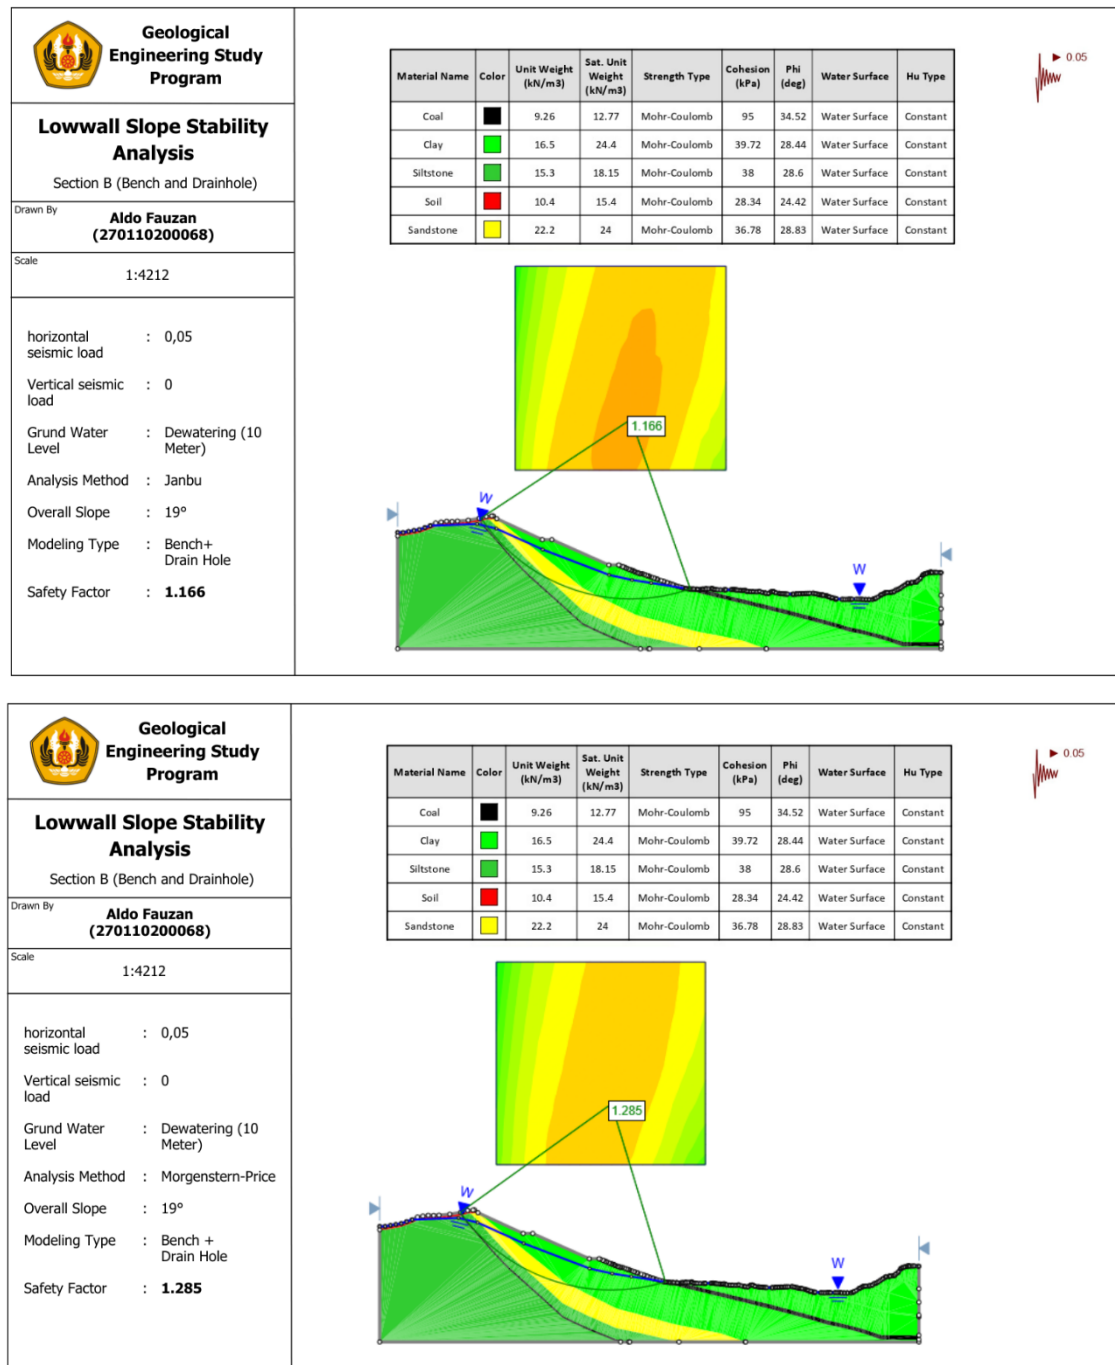 Geological
Engineering Study
Program
Lowwall Slope Stability
Analysis
Section B (Bench and Drainhole)
Drawn By
Aldo Fauzan
(270110200068)
Scale
1:4212
horizontal seismic load : 0,05
Vertical seismic load : 0
Grund Water Level : Dewatering (10 Meter)
Analysis Method : Janbu
Overall Slope : 19°
Modeling Type : Bench+ Drain Hole
Safety Factor : 1.166
Material Name Color Unit Weight (kN/m3) Sat. Unit Weight (kN/m3) Strength Type Cohesion (kPa) Phi (deg) Water Surface Hu Type
Coal 9.26 12.77 Mohr-Coulomb 95 34.52 Water Surface Constant
Clay 16.5 24.4 Mohr-Coulomb 39.72 28.44 Water Surface Constant
Siltstone 15.3 18.15 Mohr-Coulomb 38 28.6 Water Surface Constant
Soil 10.4 15.4 Mohr-Coulomb 28.34 24.42 Water Surface Constant
Sandstone 22.2 24 Mohr-Coulomb 36.78 28.83 Water Surface Constant
0.05
1.166
W
W
Geological
Engineering Study
Program
Lowwall Slope Stability
Analysis
Section B (Bench and Drainhole)
Drawn By
Aldo Fauzan
(270110200068)
Scale
1:4212
horizontal seismic load : 0,05
Vertical seismic load : 0
Grund Water Level : Dewatering (10 Meter)
Analysis Method : Morgenstern-Price
Overall Slope : 19°
Modeling Type : Bench + Drain Hole
Safety Factor : 1.285
Material Name Color Unit Weight (kN/m3) Sat. Unit Weight (kN/m3) Strength Type Cohesion (kPa) Phi (deg) Water Surface Hu Type
Coal 9.26 12.77 Mohr-Coulomb 95 34.52 Water Surface Constant
Clay 16.5 24.4 Mohr-Coulomb 39.72 28.44 Water Surface Constant
Siltstone 15.3 18.15 Mohr-Coulomb 38 28.6 Water Surface Constant
Soil 10.4 15.4 Mohr-Coulomb 28.34 24.42 Water Surface Constant
Sandstone 22.2 24 Mohr-Coulomb 36.78 28.83 Water Surface Constant
0.05
1.285
W
W